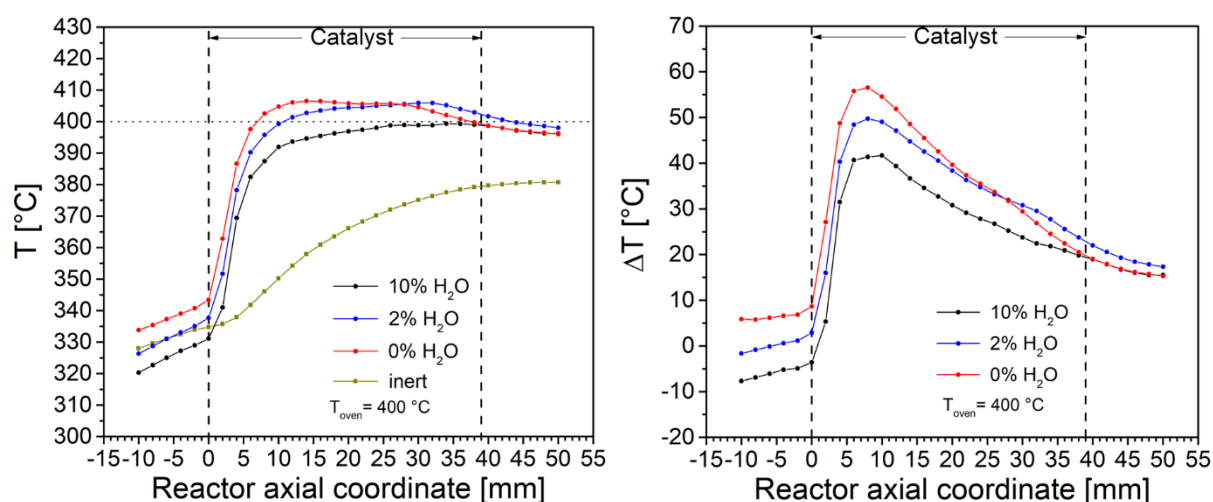 Catalyst
430
420
410
400
390
380
370
360
350
340
330
320
310
300
T [°C]
10% H₂O
2% H₂O
0% H₂O
inert
T_oven = 400 °C
-15 -10 -5 0 5 10 15 20 25 30 35 40 45 50 55
Reactor axial coordinate [mm]
Catalyst
70
60
50
40
30
20
10
0
-10
-20
ΔT [°C]
10% H₂O
2% H₂O
0% H₂O
T_oven = 400 °C
-15 -10 -5 0 5 10 15 20 25 30 35 40 45 50 55
Reactor axial coordinate [mm]